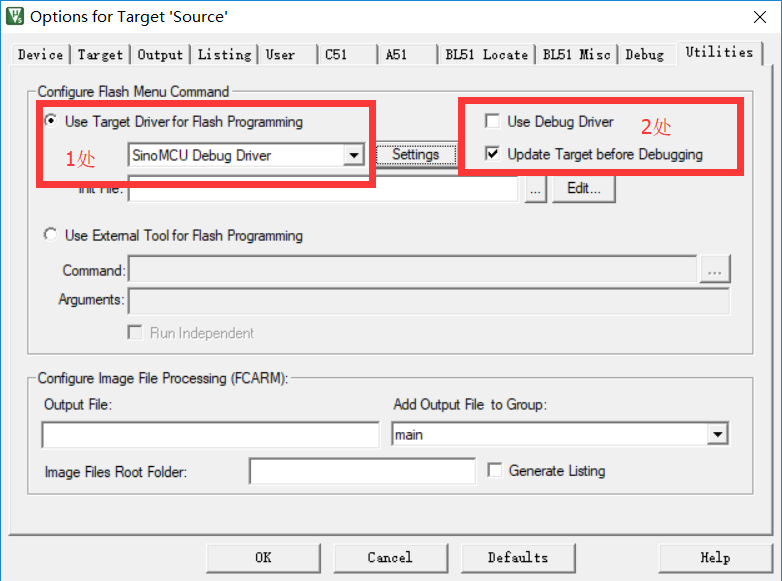 Options for Target 'Source'
Device Target Output Listing User C51 A51 BL51 Locate BL51 Misc Debug Utilities
Configure Flash Menu Command
Use Target Driver for Flash Programming
Use Debug Driver
2处
1处
SinoMCU Debug Driver
Settings
Update Target before Debugging
Init File:
...
Edit...
Use External Tool for Flash Programming
Command:
...
Arguments:
Run Independent
Configure Image File Processing (FCARM):
Output File:
Add Output File to Group:
main
Image Files Root Folder:
Generate Listing
OK
Cancel
Defaults
Help